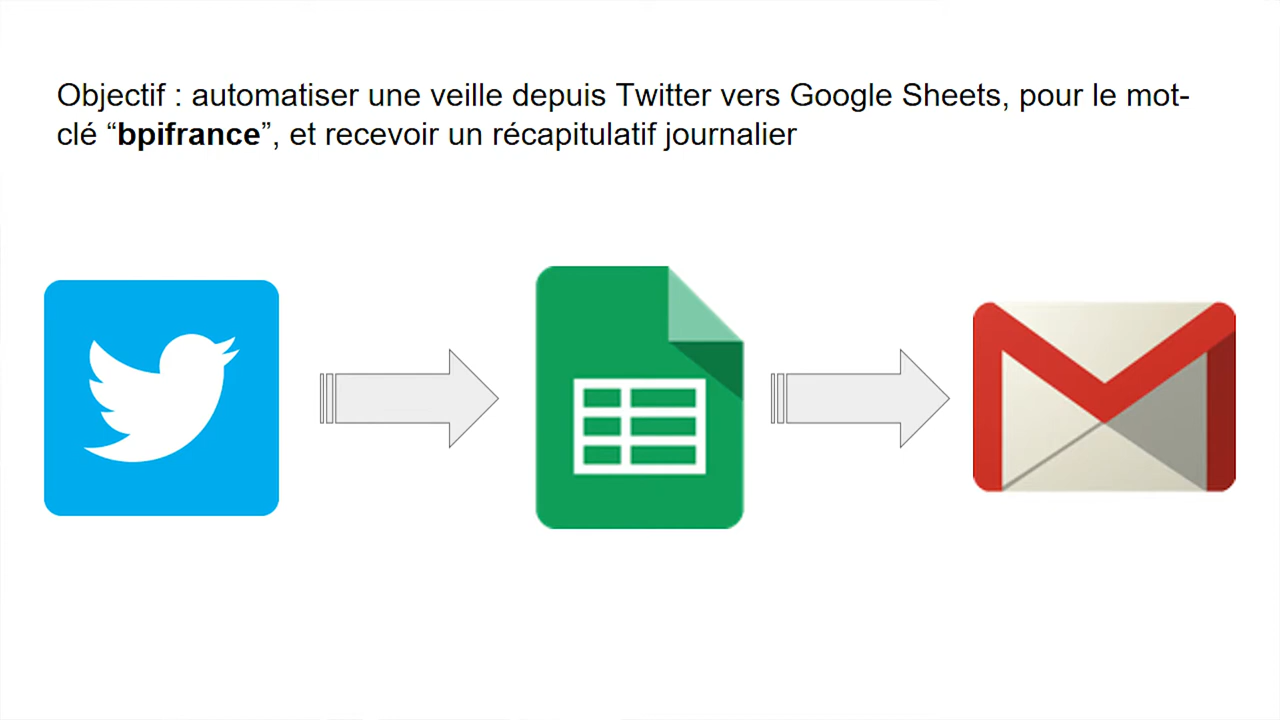 Objectif : automatiser une veille depuis Twitter vers Google Sheets, pour le mot-
clé “bpifrance”, et recevoir un récapitulatif journalier